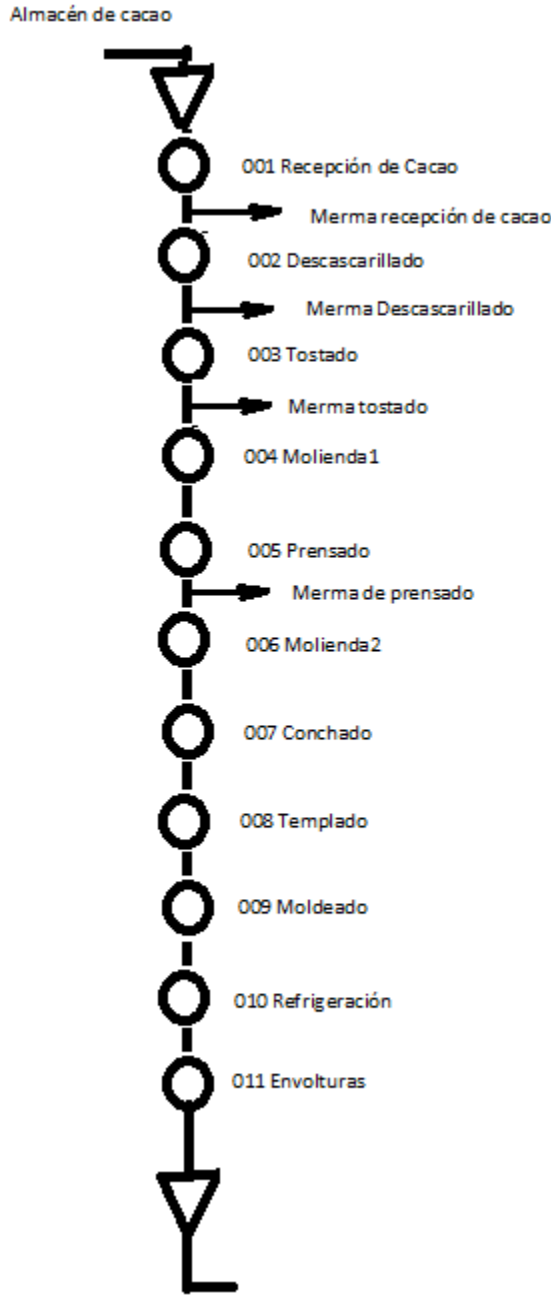 Almacén de cacao
001 Recepción de Cacao
Merma recepción de cacao
002 Descascarillado
Merma Descascarillado
003 Tostado
Merma tostado
004 Molienda1
005 Prensado
Merma de prensado
006 Molienda2
007 Conchado
008 Templado
009 Moldeado
010 Refrigeración
011 Envolturas